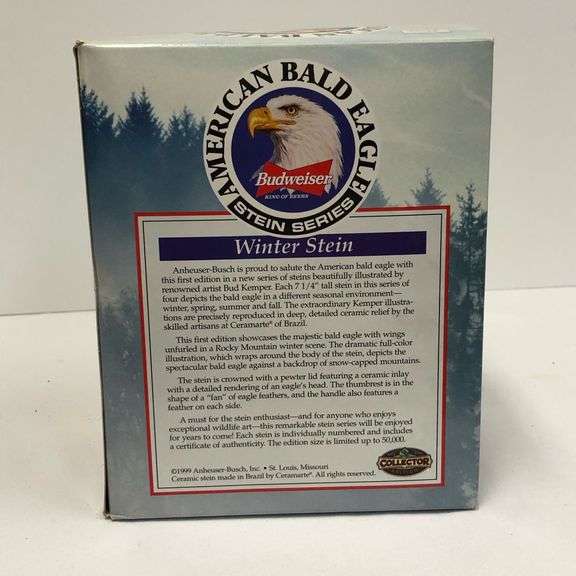 AMERICAN BALD EAGLE
Budweiser
KING OF BEERS
STEIN SERIES
Winter Stein
Anheuser-Busch is proud to salute the American bald eagle with
this first edition in a new series of steins beautifully illustrated by
renowned artist Bud Kemper. Each 7 1/4" tall stein in this series of
four depicts the bald eagle in a different seasonal environment—
winter, spring, summer and fall. The extraordinary Kemper illustra-
tions are precisely reproduced in deep, detailed ceramic relief by the
skilled artisans at Ceramarte® of Brazil.
This first edition showcases the majestic bald eagle with wings
unfurled in a Rocky Mountain winter scene. The dramatic full-color
illustration, which wraps around the body of the stein, depicts the
spectacular bald eagle against a backdrop of snow-capped mountains.
The stein is crowned with a pewter lid featuring a ceramic inlay
with a detailed rendering of an eagle's head. The thumbrest is in the
shape of a "fan" of eagle feathers, and the handle also features a
feather on each side.
A must for the stein enthusiast—and for anyone who enjoys
exceptional wildlife art—this remarkable stein series will be enjoyed
for years to come! Each stein is individually numbered and includes
a certificate of authenticity. The edition size is limited up to 50,000.
©1999 Anheuser-Busch, Inc. • St. Louis, Missouri
Ceramic stein made in Brazil by Ceramarte®. All rights reserved.
COLLECTOR